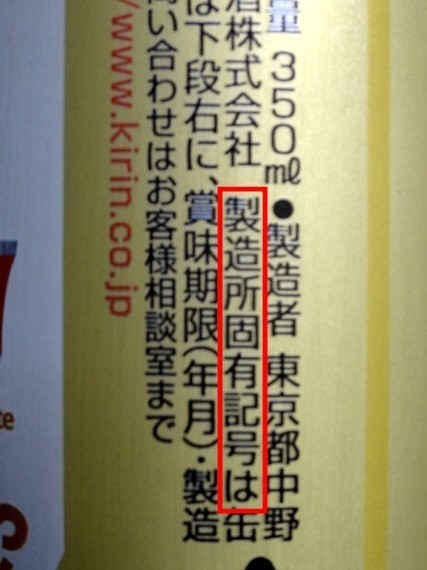 量 350ml●製造者 東京都中野
酒株式会社 製造所固有記号は缶
は下段右に、賞味期限(年月)・製造
問い合わせはお客様相談室まで
/www.kirin.co.jp
te